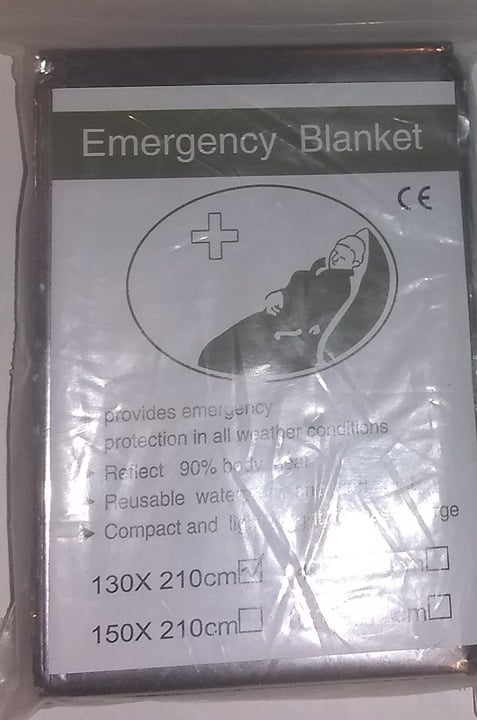 Emergency Blanket
CE
provides emergency
protection in all weather conditions
Reflect 90% body
Reusable
Compact and
130X 210cm
150X 210cm